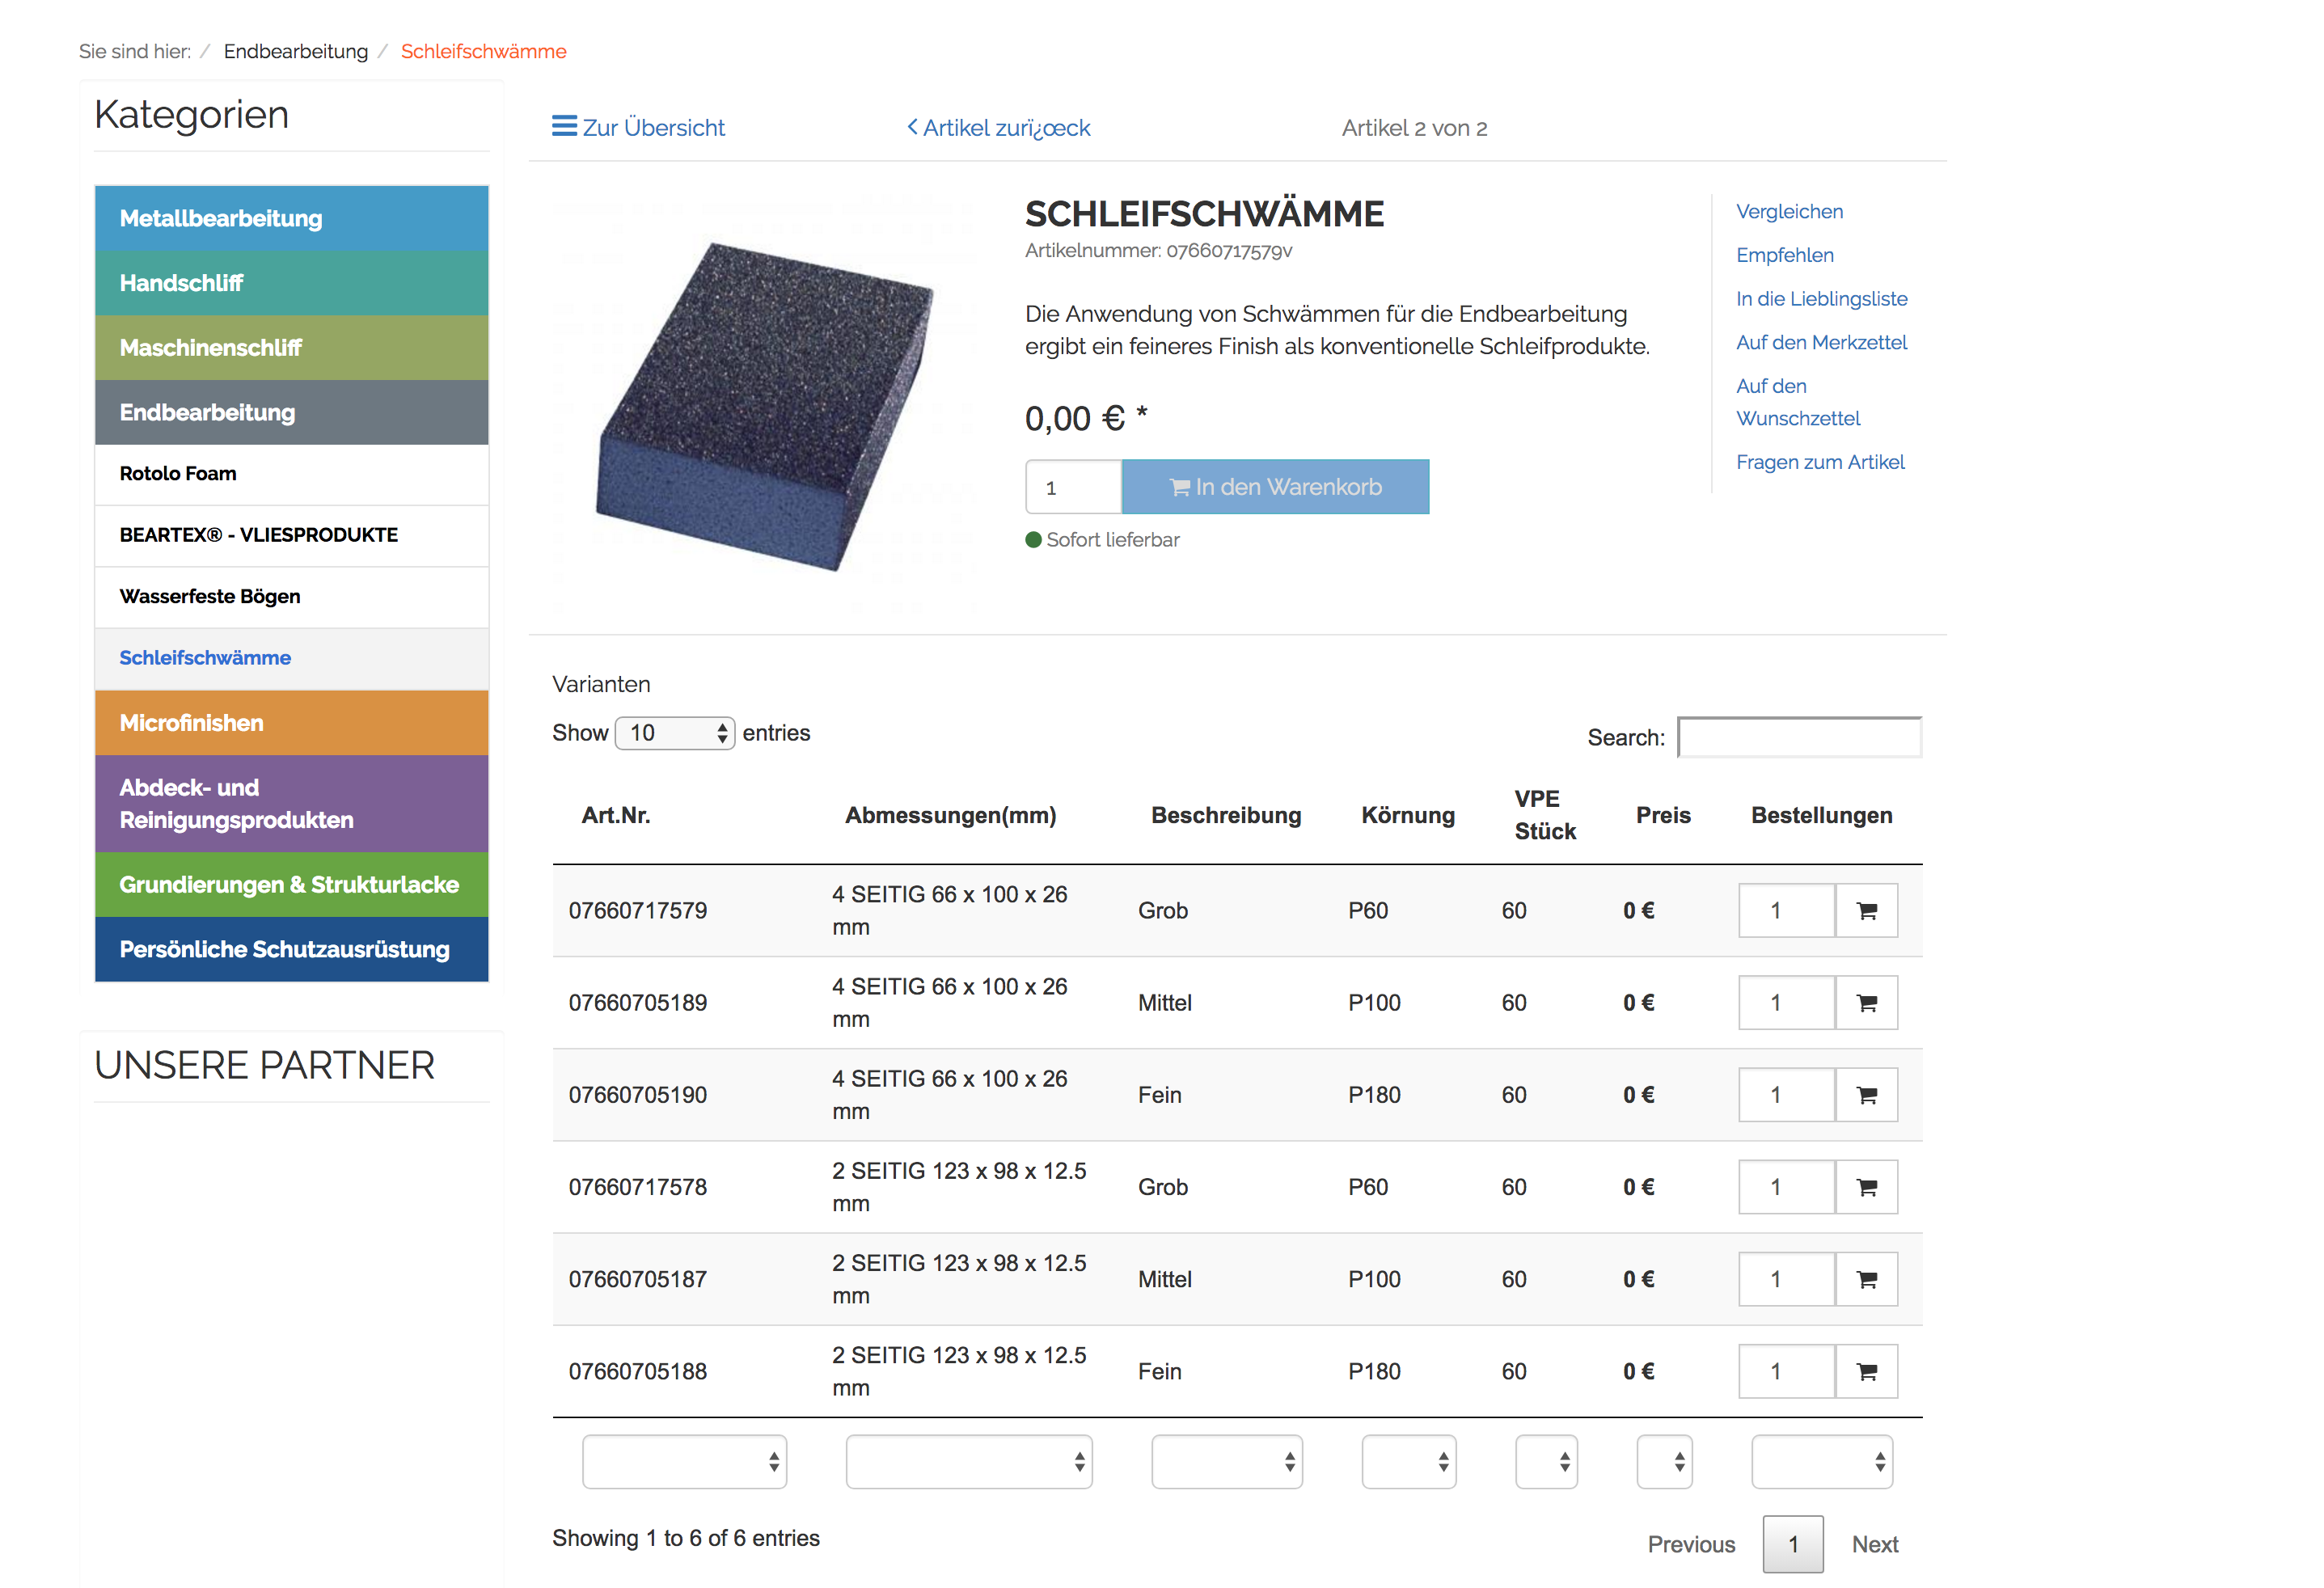 Sie sind hier: / Endbearbeitung / Schleifschwämme
Kategorien
Metallbearbeitung
Handschliff
Maschinenschliff
Endbearbeitung
Rotolo Foam
BEARTEX® - VLIESPRODUKTE
Wasserfeste Bögen
Schleifschwämme
Microfinishen
Abdeck- und
Reinigungsprodukten
Grundierungen & Strukturlacke
Persönliche Schutzausrüstung
UNSERE PARTNER
Zur Übersicht
Artikel zurï¿œck
Artikel 2 von 2
SCHLEIFSCHWÄMME
Artikelnummer: 07660717579v
Die Anwendung von Schwämmen für die Endbearbeitung
ergibt ein feineres Finish als konventionelle Schleifprodukte.
0,00 € *
1 In den Warenkorb
Sofort lieferbar
Vergleichen
Empfehlen
In die Lieblingsliste
Auf den Merkzettel
Auf den
Wunschzettel
Fragen zum Artikel
Varianten
Show 10 entries
Search:
Art.Nr. Abmessungen(mm) Beschreibung Körnung VPE Stück Preis Bestellungen
07660717579 4 SEITIG 66 x 100 x 26 mm Grob P60 60 0 € 1
07660705189 4 SEITIG 66 x 100 x 26 mm Mittel P100 60 0 € 1
07660705190 4 SEITIG 66 x 100 x 26 mm Fein P180 60 0 € 1
07660717578 2 SEITIG 123 x 98 x 12.5 mm Grob P60 60 0 € 1
07660705187 2 SEITIG 123 x 98 x 12.5 mm Mittel P100 60 0 € 1
07660705188 2 SEITIG 123 x 98 x 12.5 mm Fein P180 60 0 € 1
Showing 1 to 6 of 6 entries
Previous 1 Next